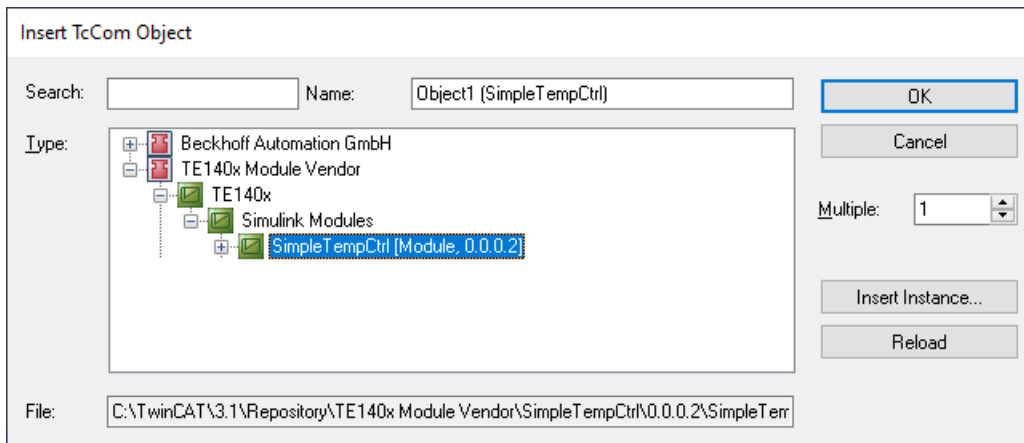 Insert TcCom Object
Search: Name: Object1 (SimpleTempCtrl) OK
Type: Beckhoff Automation GmbH Cancel
TE140x Module Vendor
TE140x
Simulink Modules Multiple: 1
SimpleTempCtrl [Module, 0.0.0.2]
Insert Instance...
Reload
File: C:\TwinCAT\3.1\Repository\TE140x Module Vendor\SimpleTempCtrl\0.0.0.2\SimpleTem